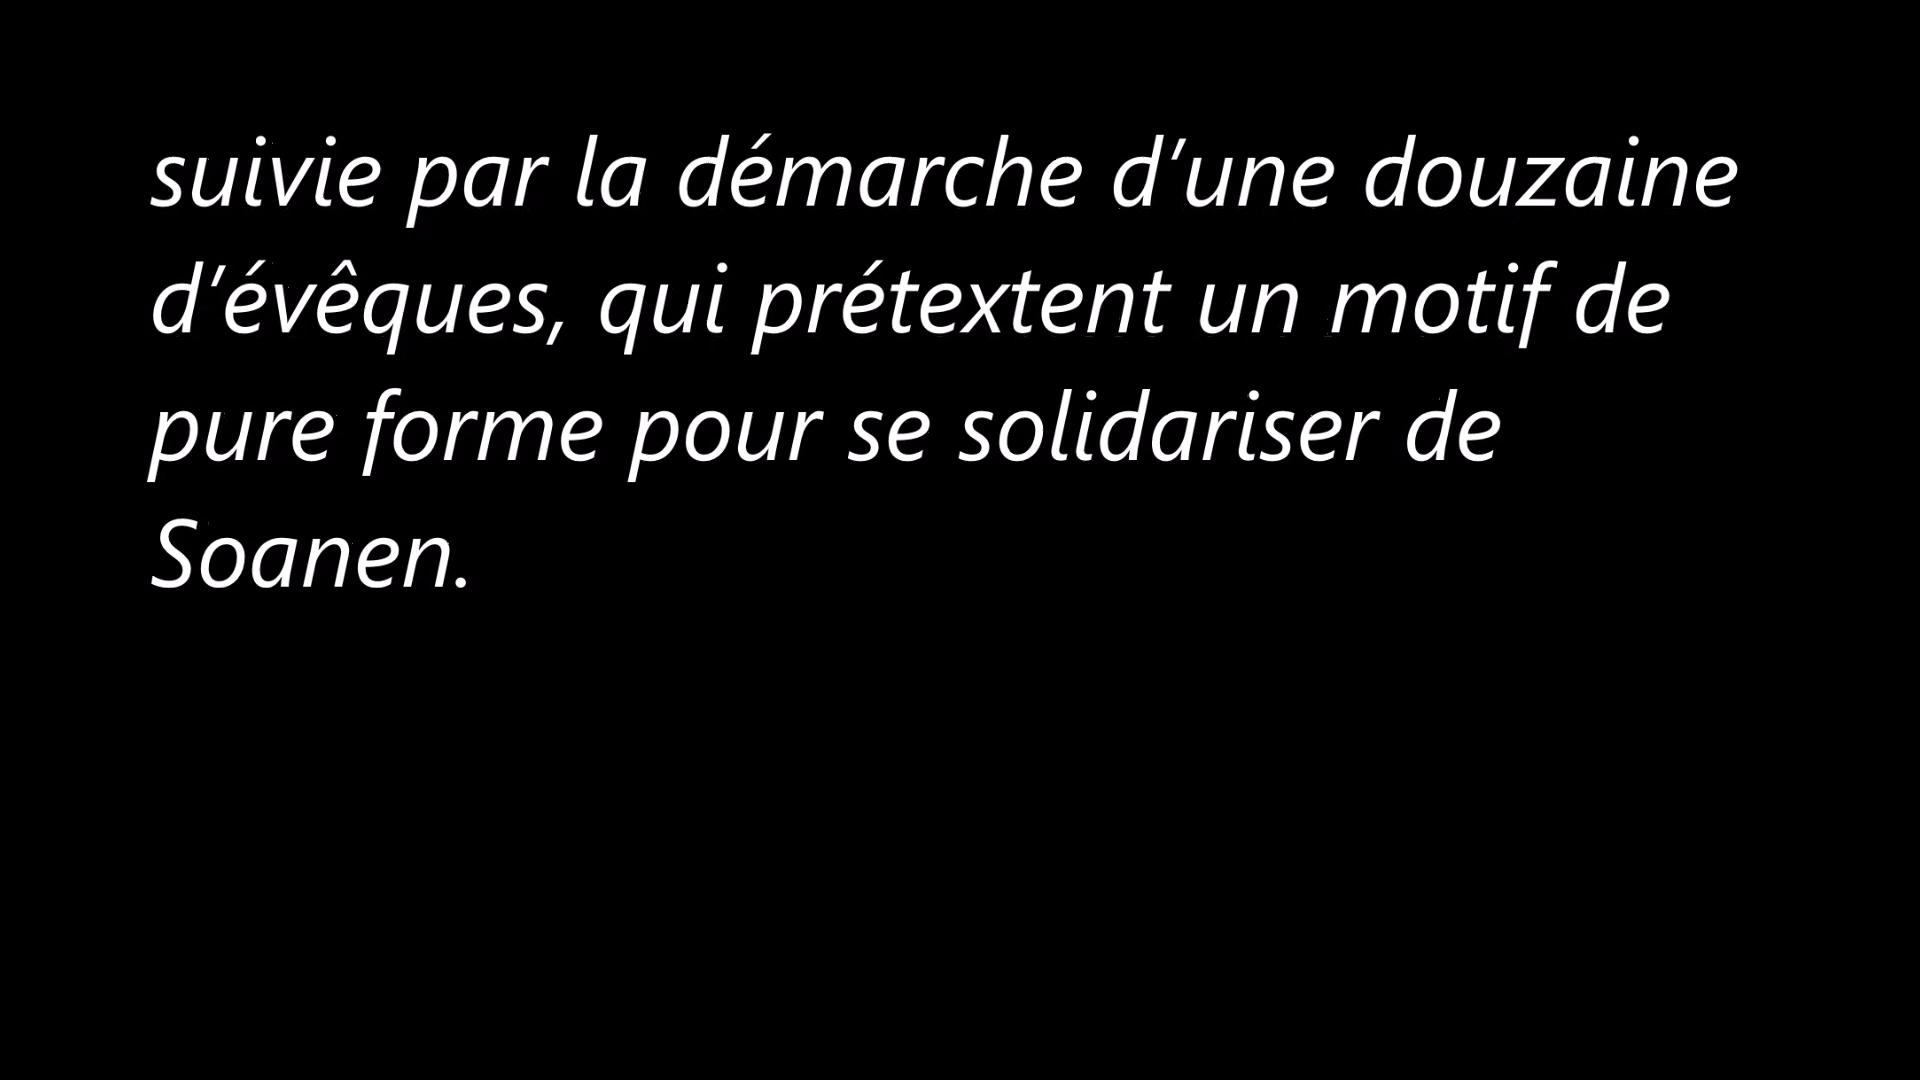 suivie par la démarche d’une douzaine
d’évêques, qui prétextent un motif de
pure forme pour se solidariser de
Soanen.